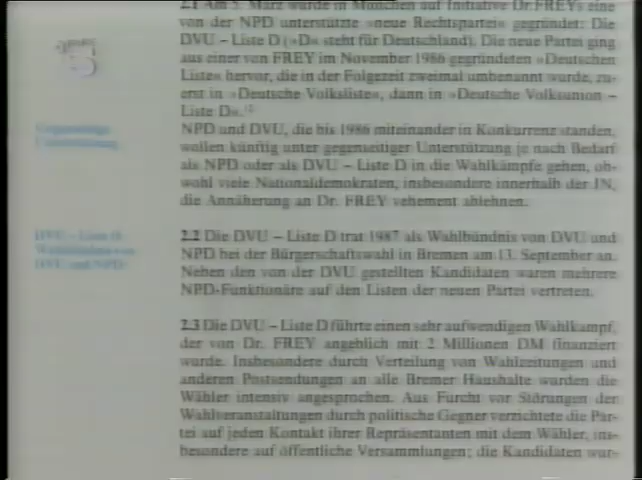 2.1 Am 5. März wurde in München auf Initiative Dr. FREYs eine
von der NPD unterstützte »neue Rechtspartei« gegründet: Die
DVU – Liste D (»D« steht für Deutschland). Die neue Partei ging
aus einer von FREY im November 1986 gegründeten »Deutschen
Liste« hervor, die in der Folgezeit zweimal umbenannt wurde, zu-
erst in »Deutsche Volksliste«, dann in »Deutsche Volksunion –
Liste D«.
Gegenseitige
Unterstützung
NPD und DVU, die bis 1986 miteinander in Konkurrenz standen,
wollen künftig unter gegenseitiger Unterstützung je nach Bedarf
als NPD oder als DVU – Liste D in die Wahlkämpfe gehen, ob-
wohl viele Nationaldemokraten, insbesondere innerhalb der JN,
die Annäherung an Dr. FREY vehement ablehnen.
DVU – Liste D:
Wahlbündnis von
DVU und NPD
2.2 Die DVU – Liste D trat 1987 als Wahlbündnis von DVU und
NPD bei der Bürgerschaftswahl in Bremen am 13. September an.
Neben den von der DVU gestellten Kandidaten waren mehrere
NPD-Funktionäre auf den Listen der neuen Partei vertreten.
2.3 Die DVU – Liste D führte einen sehr aufwendigen Wahlkampf,
der von Dr. FREY angeblich mit 2 Millionen DM finanziert
wurde. Insbesondere durch Verteilung von Wahlzeitungen und
anderen Postsendungen an alle Bremer Haushalte wurden die
Wähler intensiv angesprochen. Aus Furcht vor Störungen der
Wahlveranstaltungen durch politische Gegner verzichtete die Par-
tei auf jeden Kontakt ihrer Repräsentanten mit dem Wähler, ins-
besondere auf öffentliche Versammlungen; die Kandidaten wur-